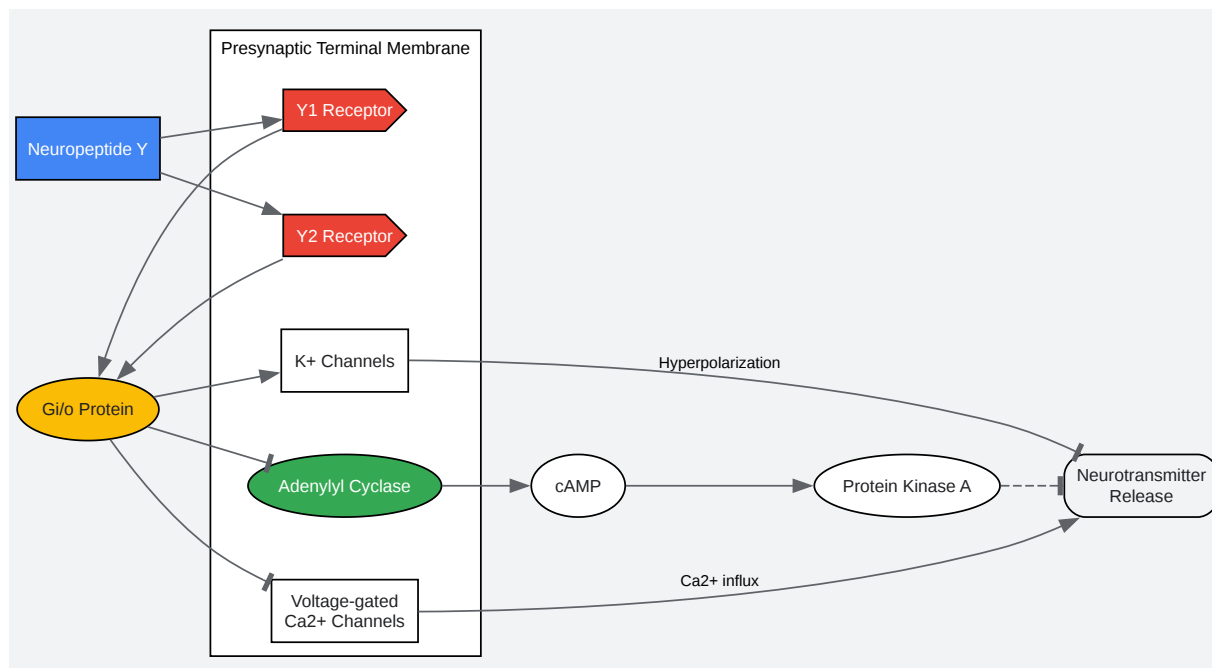 Presynaptic Terminal Membrane
Y1 Receptor
Neuropeptide Y
Y2 Receptor
K+ Channels
Hyperpolarization
Gi/o Protein
Adenylyl Cyclase
cAMP
Protein Kinase A
Neurotransmitter
Release
Ca2+ influx
Voltage-gated
Ca2+ Channels